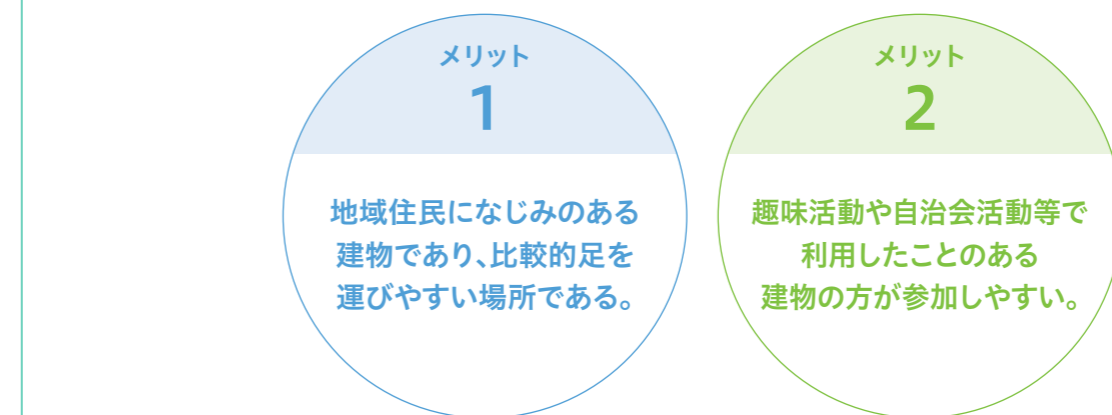 メリット
1
地域住民になじみのある
建物であり、比較的足を
運びやすい場所である。
メリット
2
趣味活動や自治会活動等で
利用したことのある
建物の方が参加しやすい。